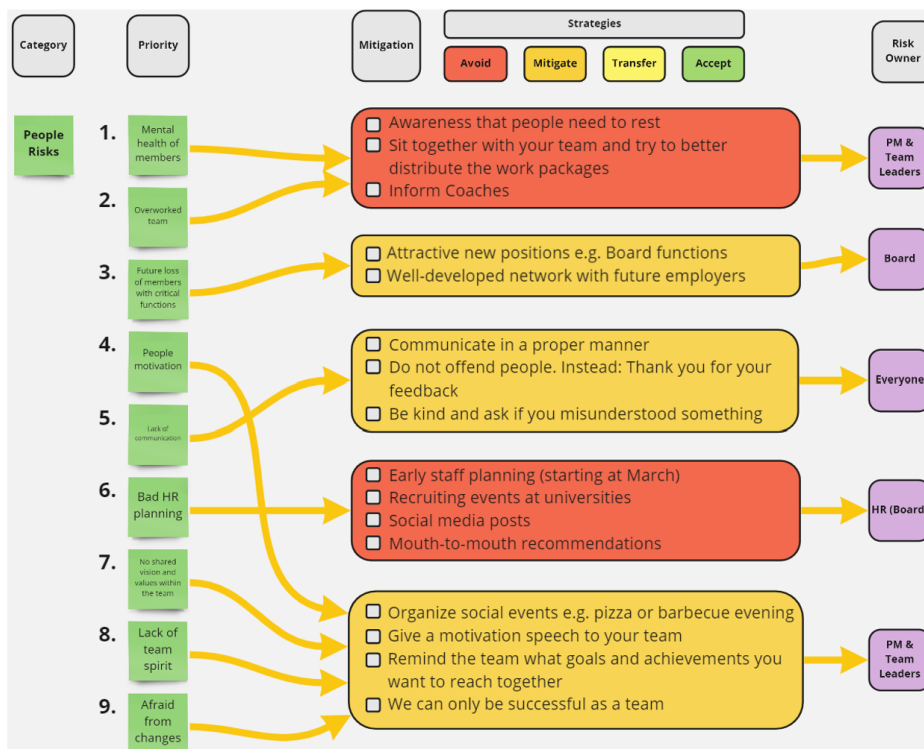 Category
Priority
Mitigation
Strategies
Avoid
Mitigate
Transfer
Accept
Risk
Owner
People
Risks
1.
Mental
health of
members
2.
Overworked
team
3.
Future loss
of members
with critical
functions
4.
People
motivation
5.
Lack of
communication
6.
Bad HR
planning
7.
No shared
vision and
values within
the team
8.
Lack of
team
spirit
9.
Afraid
from
changes
Awareness that people need to rest
Sit together with your team and try to better
distribute the work packages
Inform Coaches
PM &
Team
Leaders
Attractive new positions e.g. Board functions
Well-developed network with future employers
Board
Communicate in a proper manner
Do not offend people. Instead: Thank you for your
feedback
Be kind and ask if you misunderstood something
Everyone
Early staff planning (starting at March)
Recruiting events at universities
Social media posts
Mouth-to-mouth recommendations
HR (Board
Organize social events e.g. pizza or barbecue evening
Give a motivation speech to your team
Remind the team what goals and achievements you
want to reach together
We can only be successful as a team
PM &
Team
Leaders